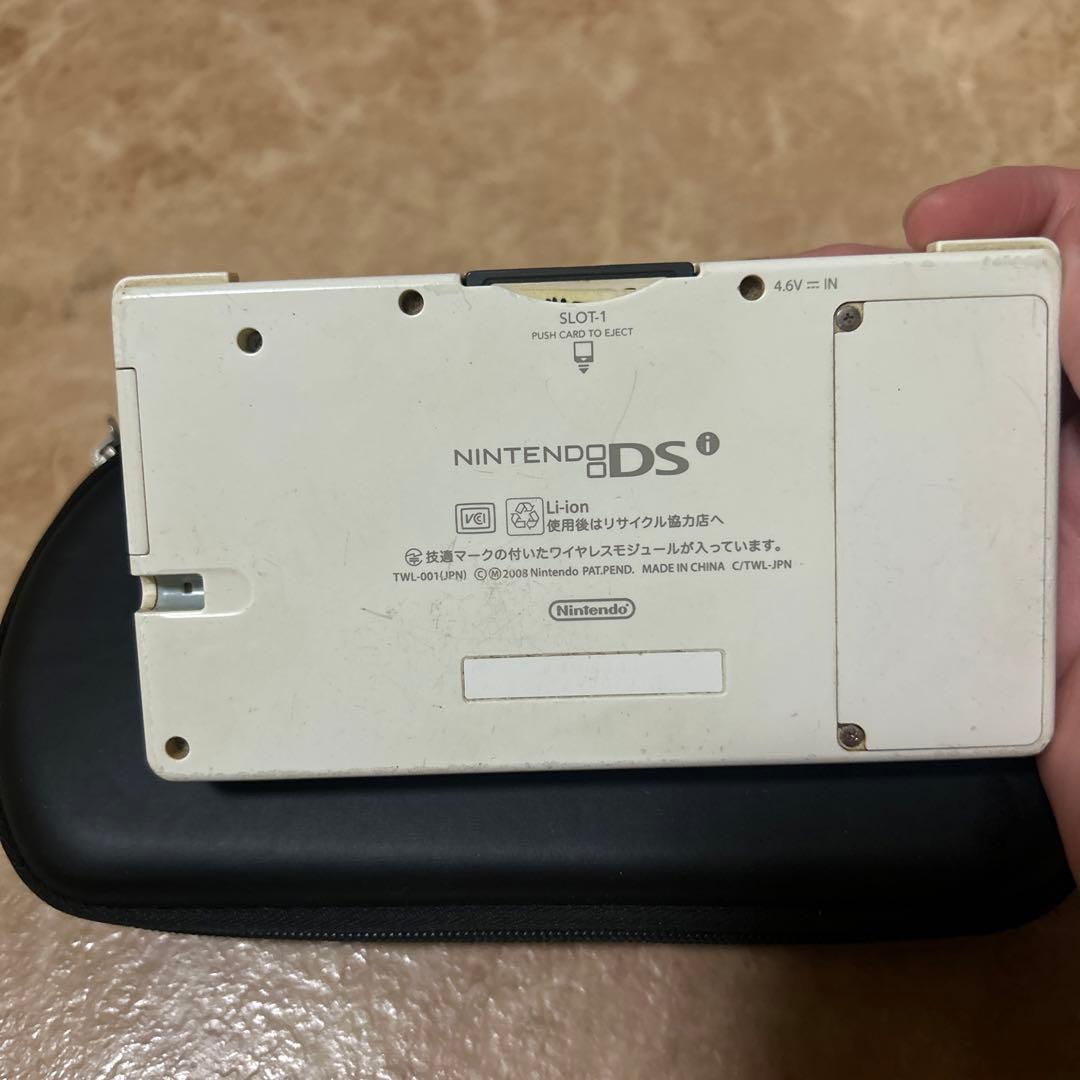 4.6V ⎓ IN
SLOT-1
PUSH CARD TO EJECT
NINTENDO DSi
VCI
Li-ion
使用後はリサイクル協力店へ
技適マークの付いたワイヤレスモジュールが入っています。
TWL-001(JPN) ©Ⓜ2008 Nintendo PAT.PEND. MADE IN CHINA C/TWL-JPN
Nintendo